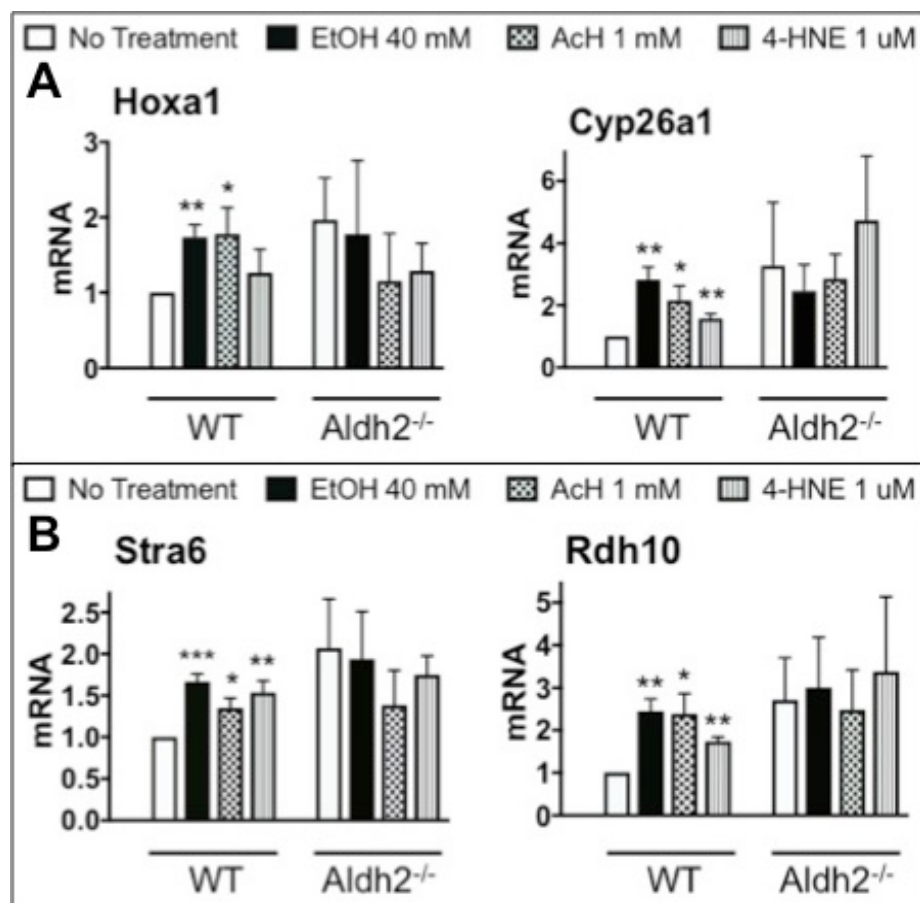 No Treatment EtOH 40 mM AcH 1 mM 4-HNE 1 uM
A
Hoxa1
mRNA
3
2
1
0
** *
WT Aldh2-/-
Cyp26a1
mRNA
6
4
2
0
** * **
WT Aldh2-/-
No Treatment EtOH 40 mM AcH 1 mM 4-HNE 1 uM
B
Stra6
mRNA
2.5
2.0
1.5
1.0
0.5
0.0
*** * **
WT Aldh2-/-
Rdh10
mRNA
5
4
3
2
1
0
** * **
WT Aldh2-/-